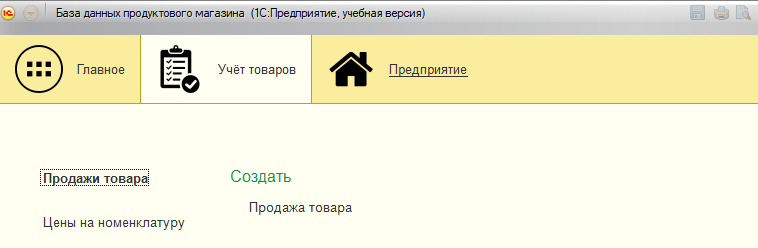 1С База данных продуктового магазина (1С:Предприятие, учебная версия)
Главное Учёт товаров Предприятие
Продажи товара
Создать
Продажа товара
Цены на номенклатуру